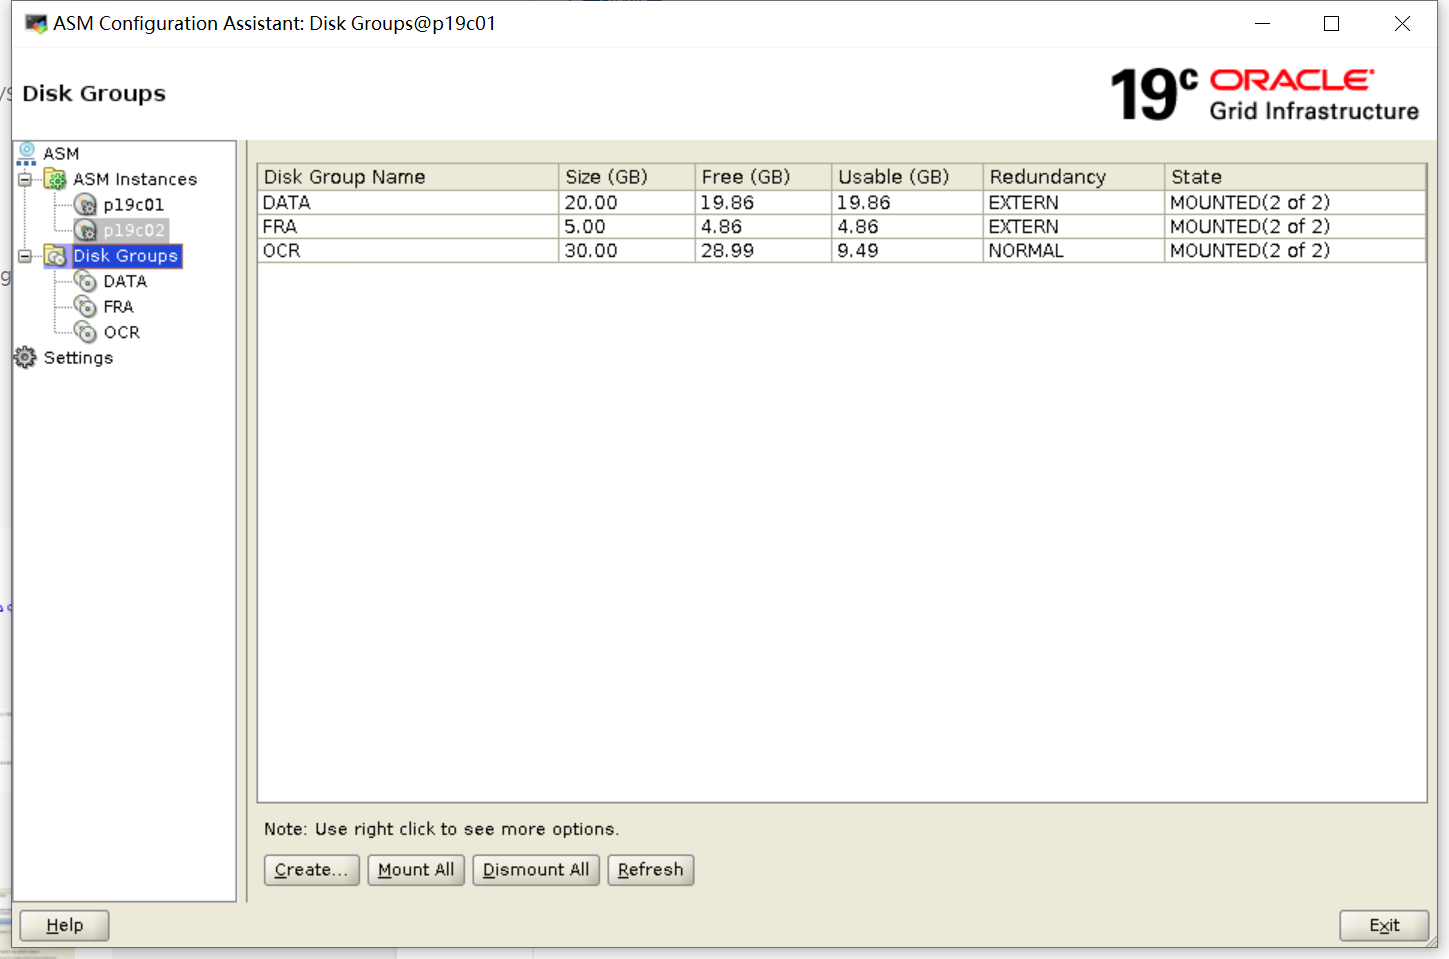 ASM Configuration Assistant: Disk Groups@p19c01
Disk Groups
19c ORACLE
Grid Infrastructure
ASM
ASM Instances
p19c01
p19c02
Disk Groups
DATA
FRA
OCR
Settings
Disk Group Name Size (GB) Free (GB) Usable (GB) Redundancy State
DATA 20.00 19.86 19.86 EXTERN MOUNTED(2 of 2)
FRA 5.00 4.86 4.86 EXTERN MOUNTED(2 of 2)
OCR 30.00 28.99 9.49 NORMAL MOUNTED(2 of 2)
Note: Use right click to see more options.
Create... Mount All Dismount All Refresh
Help Exit